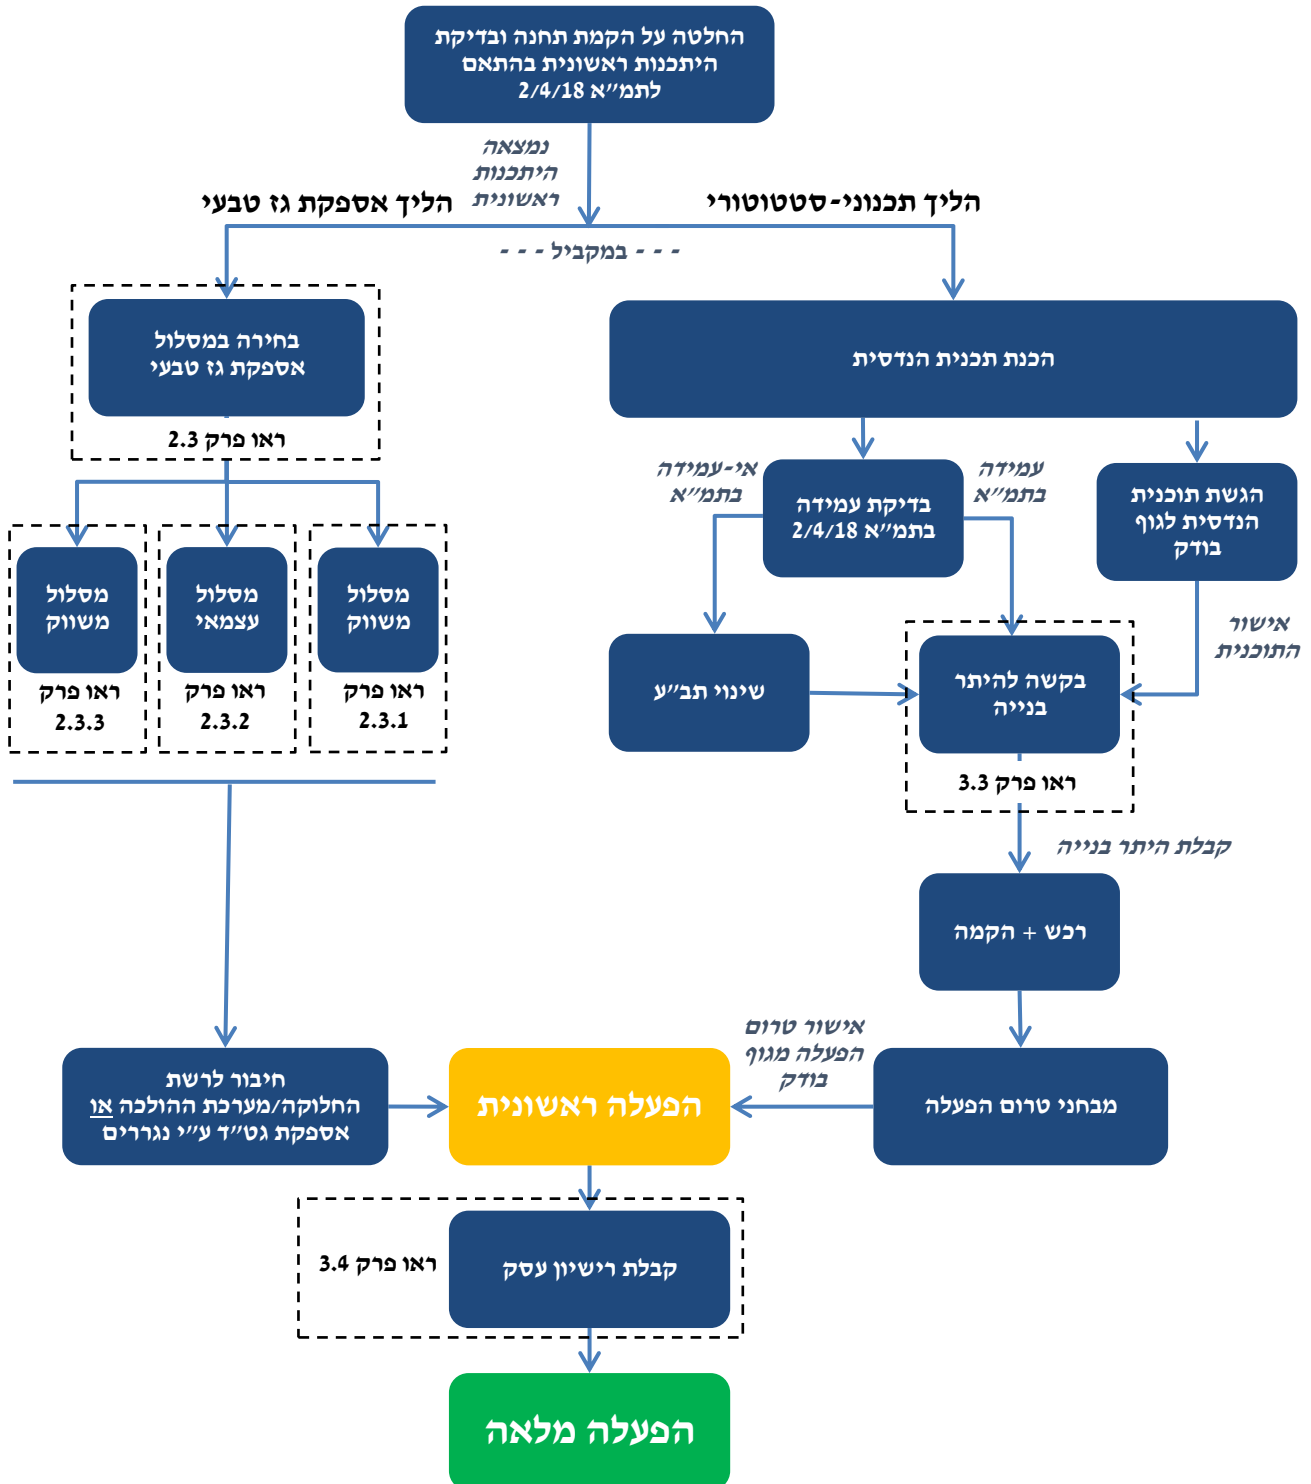 החלטה על הקמת תחנה ובדיקת
היתכנות ראשונית בהתאם
לתמ"א 2/4/18
נמצאה
היתכנות
ראשונית
הליך תכנוני-סטטוטורי
הליך אספקת גז טבעי
- - - במקביל - - -
הכנת תכנית הנדסית
בחירה במסלול
אספקת גז טבעי
ראו פרק 2.3
עמידה
בתמ"א
אי-עמידה
בתמ"א
הגשת תוכנית
הנדסית לגוף
בודק
בדיקת עמידה
בתמ"א 2/4/18
מסלול
משווק
מסלול
עצמאי
מסלול
משווק
ראו פרק
2.3.1
ראו פרק
2.3.2
ראו פרק
2.3.3
אישור
התוכנית
בקשה להיתר
בנייה
שינוי תב"ע
ראו פרק 3.3
קבלת היתר בנייה
רכש + הקמה
אישור טרום
הפעלה מגוף
בודק
מבחני טרום הפעלה
הפעלה ראשונית
חיבור לרשת
החלוקה/מערכת ההולכה או
אספקת גט"ד ע"י נגררים
קבלת רישיון עסק
ראו פרק 3.4
הפעלה מלאה